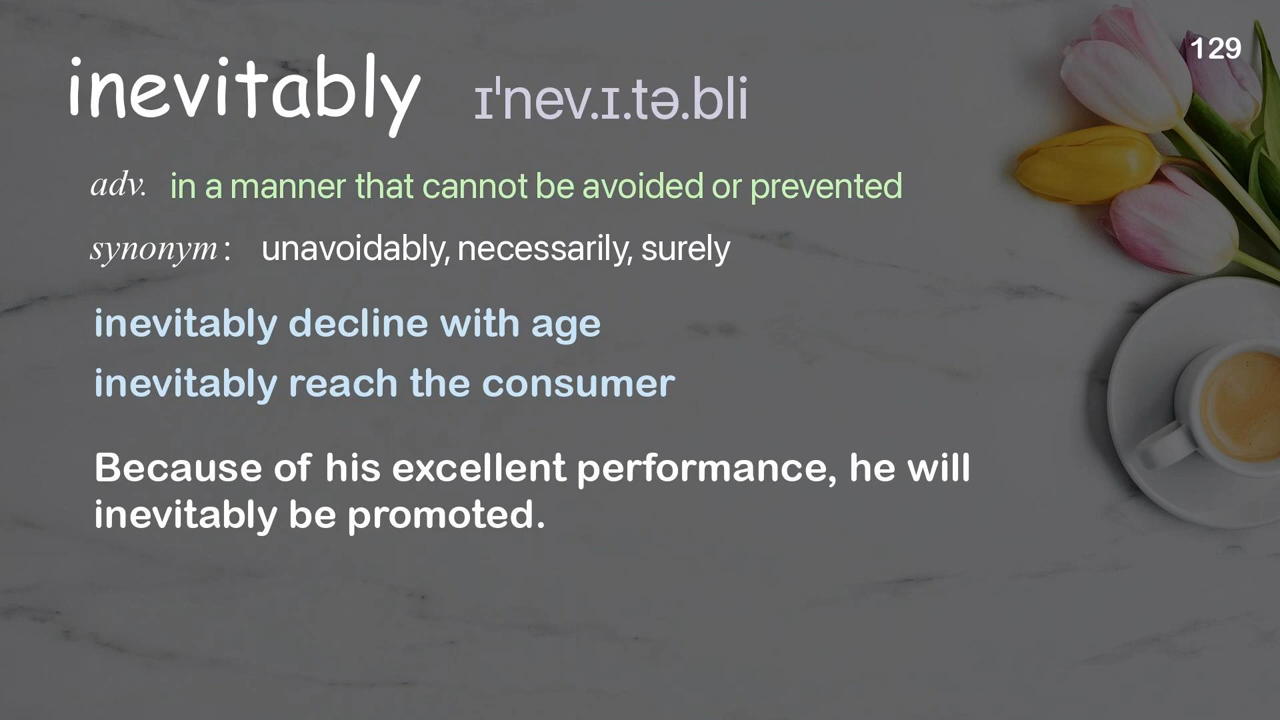 129
inevitably ɪˈnev.ɪ.tə.bli
adv. in a manner that cannot be avoided or prevented
synonym: unavoidably, necessarily, surely
inevitably decline with age
inevitably reach the consumer
Because of his excellent performance, he will
inevitably be promoted.